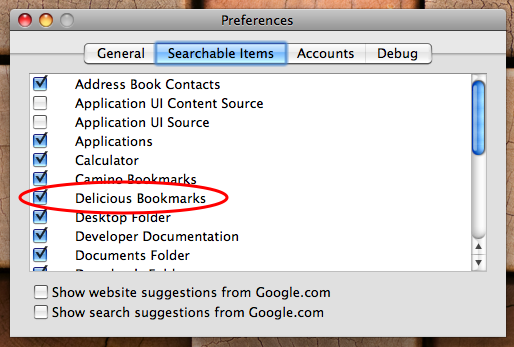 Preferences
General Searchable Items Accounts Debug
Address Book Contacts
Application UI Content Source
Application UI Source
Applications
Calculator
Camino Bookmarks
Delicious Bookmarks
Desktop Folder
Developer Documentation
Documents Folder
Show website suggestions from Google.com
Show search suggestions from Google.com